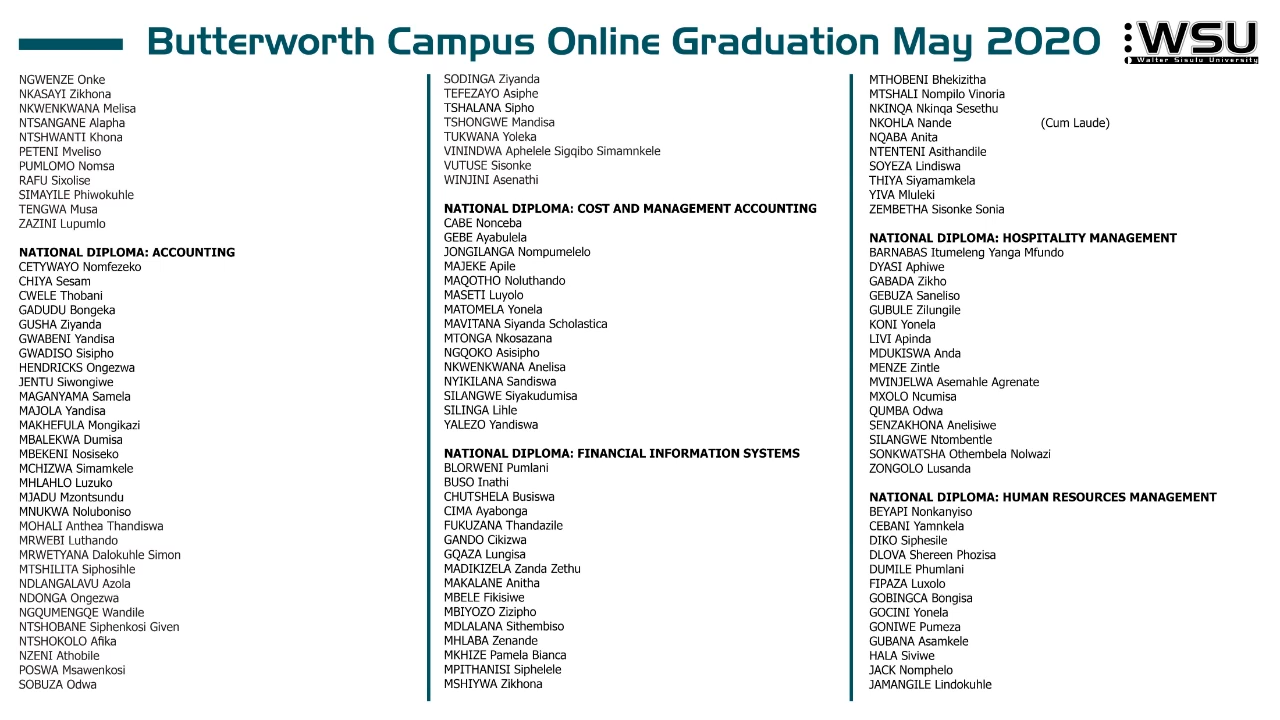 Butterworth Campus Online Graduation May 2020
WSU
Walter Sisulu University
NGWENZE Onke
NKASAYI Zikhona
NKWENKWANA Melisa
NTSANGANE Alapha
NTSHWANTI Khona
PETENI Mveliso
PUMLOMO Nomsa
RAFU Sixolise
SIMAYILE Phiwokuhle
TENGWA Musa
ZAZINI Lupumlo
NATIONAL DIPLOMA: ACCOUNTING
CETYWAYO Nomfezeko
CHIYA Sesam
CWELE Thobani
GADUDU Bongeka
GUSHA Ziyanda
GWABENI Yandisa
GWADISO Sisipho
HENDRICKS Ongezwa
JENTU Siwongiwe
MAGANYAMA Samela
MAJOLA Yandisa
MAKHEFULA Mongikazi
MBALEKWA Dumisa
MBEKENI Nosiseko
MCHIZWA Simamkele
MHLAHLO Luzuko
MJADU Mzontsundu
MNUKWA Noluboniso
MOHALI Anthea Thandiswa
MRWEBI Luthando
MRWETYANA Dalokuhle Simon
MTSHILITA Siphosihle
NDLANGALAVU Azola
NDONGA Ongezwa
NGQUMENGQE Wandile
NTSHOBANE Siphenkosi Given
NTSHOKOLO Afika
NZENI Athobile
POSWA Msawenkosi
SOBUZA Odwa
SODINGA Ziyanda
TEFEZAYO Asiphe
TSHALANA Sipho
TSHONGWE Mandisa
TUKWANA Yoleka
VININDWA Aphelele Sigqibo Simamnkele
VUTUSE Sisonke
WINJINI Asenathi
NATIONAL DIPLOMA: COST AND MANAGEMENT ACCOUNTING
CABE Nonceba
GEBE Ayabulela
JONGILANGA Nompumelelo
MAJEKE Apile
MAQOTHO Noluthando
MASETI Luyolo
MATOMELA Yonela
MAVITANA Siyanda Scholastica
MTONGA Nkosazana
NGQOKO Asisipho
NKWENKWANA Anelisa
NYIKILANA Sandiswa
SILANGWE Siyakudumisa
SILINGA Lihle
YALEZO Yandiswa
NATIONAL DIPLOMA: FINANCIAL INFORMATION SYSTEMS
BLORWENI Pumlani
BUSO Inathi
CHUTSHELA Busiswa
CIMA Ayabonga
FUKUZANA Thandazile
GANDO Cikizwa
GQAZA Lungisa
MADIKIZELA Zanda Zethu
MAKALANE Anitha
MBELE Fikisiwe
MBIYOZO Zizipho
MDLALANA Sithembiso
MHLABA Zenande
MKHIZE Pamela Bianca
MPITHANISI Siphelele
MSHIYWA Zikhona
MTHOBENI Bhekizitha
MTSHALI Nompilo Vinoria
NKINQA Nkinqa Sesethu
NKOHLA Nande (Cum Laude)
NQABA Anita
NTENTENI Asithandile
SOYEZA Lindiswa
THIYA Siyamamkela
YIVA Mluleki
ZEMBETHA Sisonke Sonia
NATIONAL DIPLOMA: HOSPITALITY MANAGEMENT
BARNABAS Itumeleng Yanga Mfundo
DYASI Aphiwe
GABADA Zikho
GEBUZA Saneliso
GUBULE Zilungile
KONI Yonela
LIVI Apinda
MDUKISWA Anda
MENZE Zintle
MVINJELWA Asemahle Agrenate
MXOLO Ncumisa
QUMBA Odwa
SENZAKHONA Anelisiwe
SILANGWE Ntombentle
SONKWATSHA Othembela Nolwazi
ZONGOLO Lusanda
NATIONAL DIPLOMA: HUMAN RESOURCES MANAGEMENT
BEYAPI Nonkanyiso
CEBANI Yamnkela
DIKO Siphesile
DLOVA Shereen Phozisa
DUMILE Phumlani
FIPAZA Luxolo
GOBINGCA Bongisa
GOCINI Yonela
GONIWE Pumeza
GUBANA Asamkele
HALA Siviwe
JACK Nomphelo
JAMANGILE Lindokuhle